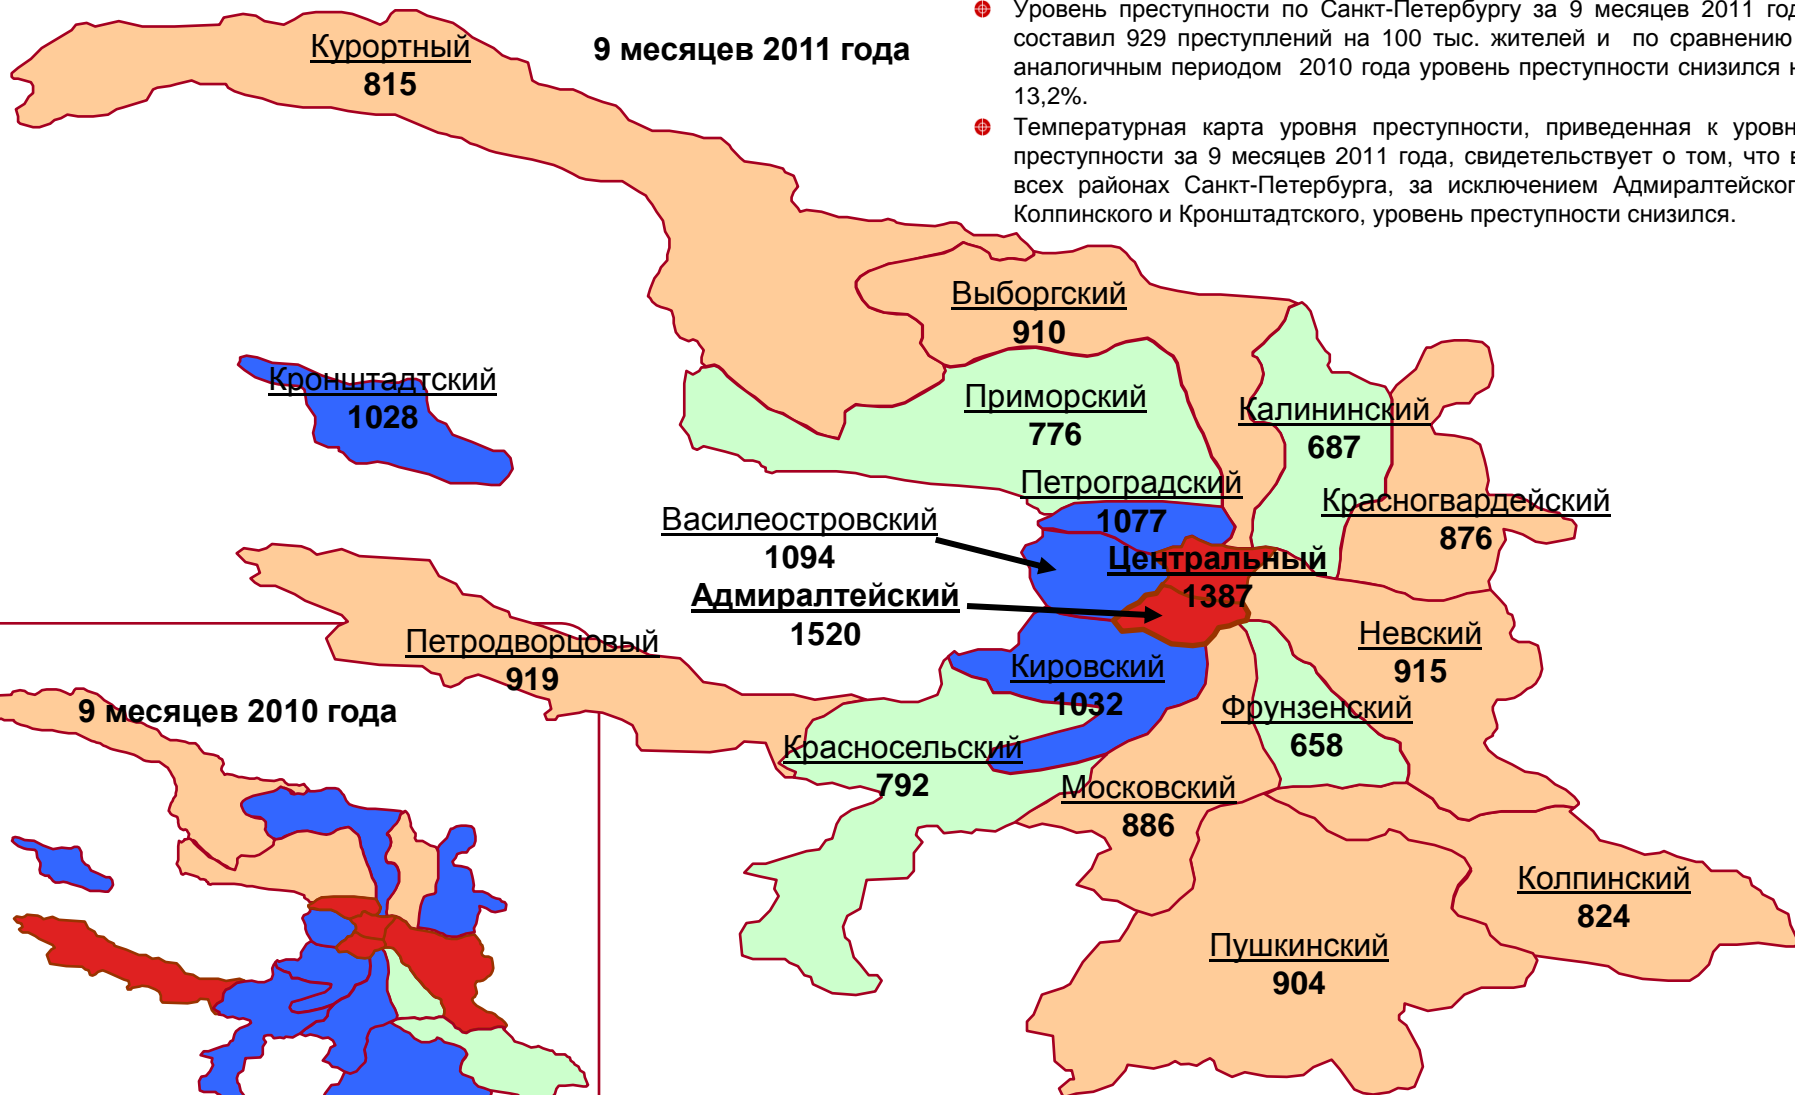 Уровень преступности по Санкт-Петербургу за 9 месяцев 2011 год
составил 929 преступлений на 100 тыс. жителей и по сравнению
аналогичным периодом 2010 года уровень преступности снизился н
13,2%.
Температурная карта уровня преступности, приведенная к уровн
преступности за 9 месяцев 2011 года, свидетельствует о том, что в
всех районах Санкт-Петербурга, за исключением Адмиралтейског
Колпинского и Кронштадтского, уровень преступности снизился.
9 месяцев 2011 года
Курортный
815
Выборгский
910
Кронштадтский
1028
Приморский
776
Калининский
687
Петроградский
1077
Красногвардейский
876
Василеостровский
1094
Центральный
1387
Адмиралтейский
1520
Петродворцовый
919
Кировский
1032
Невский
915
Фрунзенский
658
Красносельский
792
Московский
886
Колпинский
824
Пушкинский
904
9 месяцев 2010 года